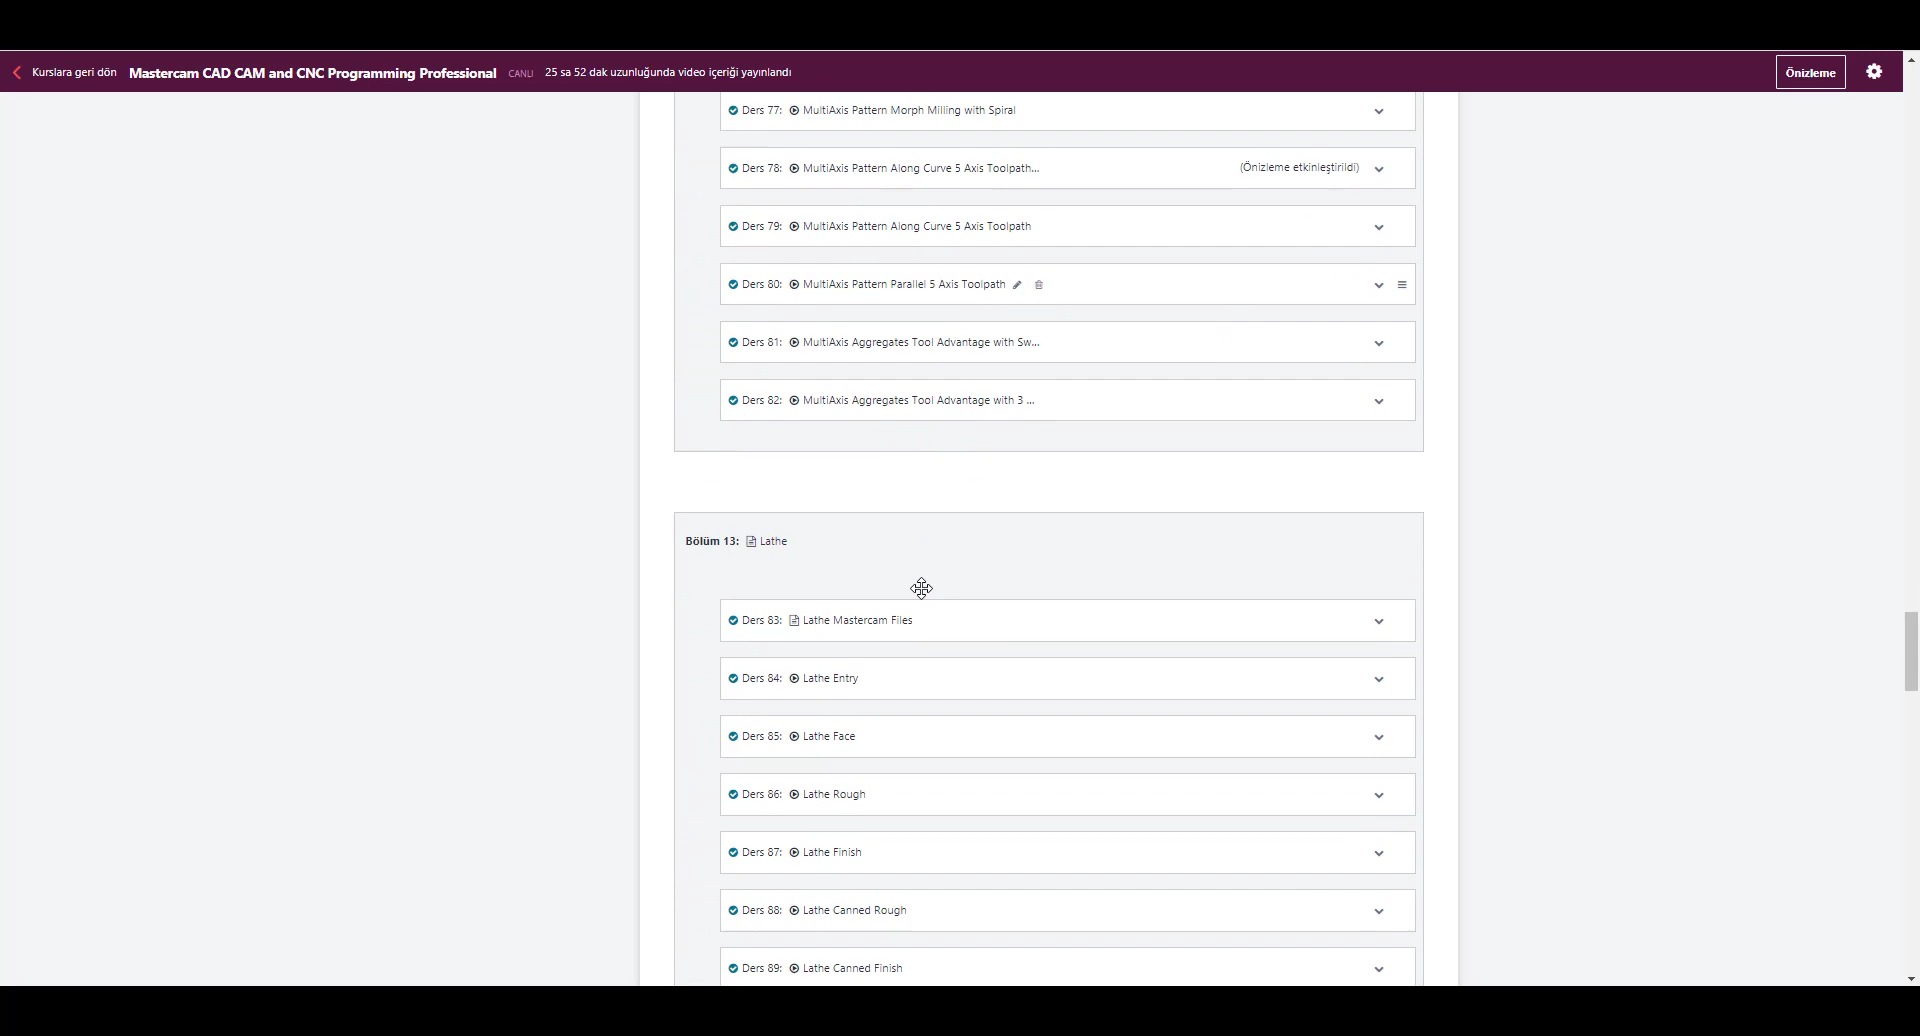 Kurslara geri dön Mastercam CAD CAM and CNC Programming Professional CANLI 25 sa 52 dak uzunluğunda video içeriği yayınlandı Önizleme
Ders 77: MultiAxis Pattern Morph Milling with Spiral
Ders 78: MultiAxis Pattern Along Curve 5 Axis Toolpath... (Önizleme etkinleştirildi)
Ders 79: MultiAxis Pattern Along Curve 5 Axis Toolpath
Ders 80: MultiAxis Pattern Parallel 5 Axis Toolpath
Ders 81: MultiAxis Aggregates Tool Advantage with Sw...
Ders 82: MultiAxis Aggregates Tool Advantage with 3 ...
Bölüm 13: Lathe
Ders 83: Lathe Mastercam Files
Ders 84: Lathe Entry
Ders 85: Lathe Face
Ders 86: Lathe Rough
Ders 87: Lathe Finish
Ders 88: Lathe Canned Rough
Ders 89: Lathe Canned Finish